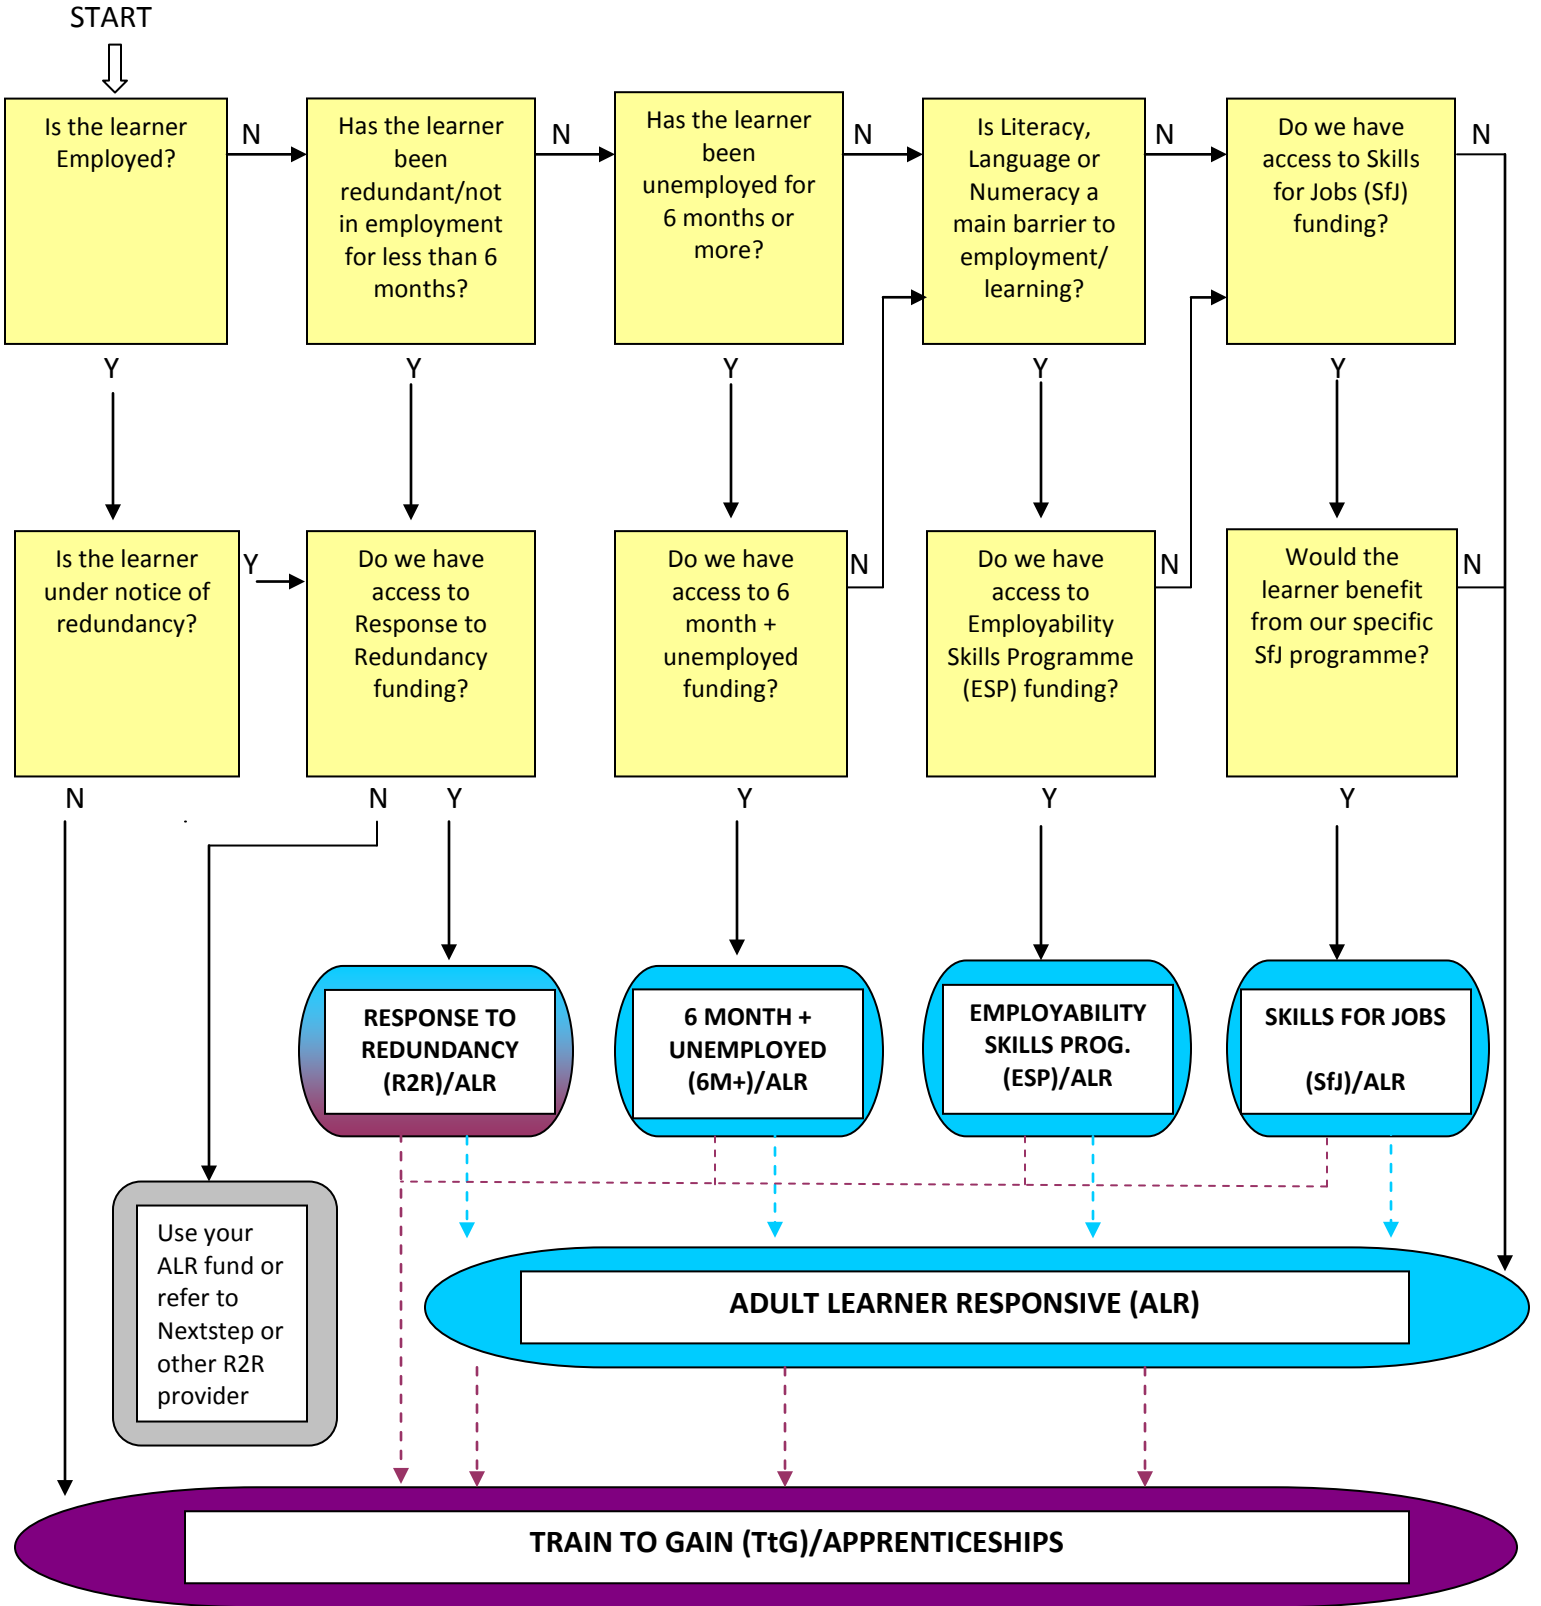 START
Is the learner
Employed?
N
Has the learner
been
redundant/not
in employment
for less than 6
months?
N
Has the learner
been
unemployed for
6 months or
more?
N
Is Literacy,
Language or
Numeracy a
main barrier to
employment/
learning?
N
Do we have
access to Skills
for Jobs (SfJ)
funding?
N
Y
Y
Y
Y
Y
Is the learner
under notice of
redundancy?
Y
Do we have
access to
Response to
Redundancy
funding?
Do we have
access to 6
month +
unemployed
funding?
N
Do we have
access to
Employability
Skills Programme
(ESP) funding?
N
Would the
learner benefit
from our specific
SfJ programme?
N
N
N
Y
Y
Y
Y
RESPONSE TO
REDUNDANCY
(R2R)/ALR
6 MONTH +
UNEMPLOYED
(6M+)/ALR
EMPLOYABILITY
SKILLS PROG.
(ESP)/ALR
SKILLS FOR JOBS
(SfJ)/ALR
Use your
ALR fund or
refer to
Nextstep or
other R2R
provider
ADULT LEARNER RESPONSIVE (ALR)
TRAIN TO GAIN (TtG)/APPRENTICESHIPS